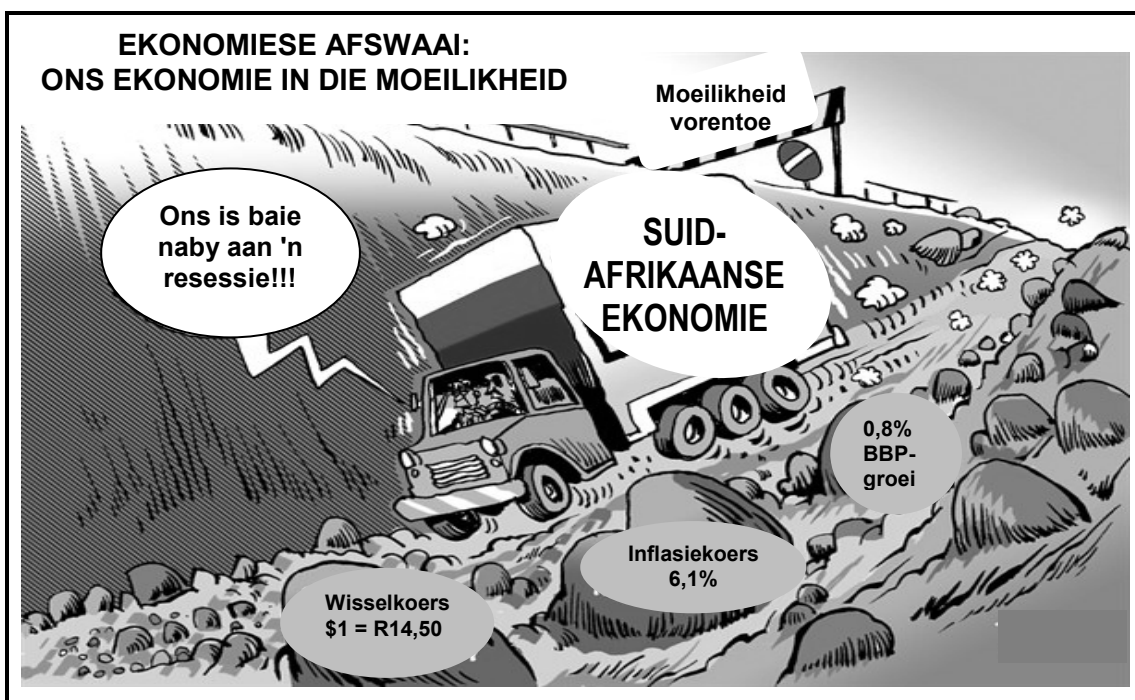 EKONOMIESE AFSWAAI:
ONS EKONOMIE IN DIE MOEILIKHEID
Moeilikheid
vorentoe
Ons is baie
naby aan 'n
resessie!!!
SUID-
AFRIKAANSE
EKONOMIE
0,8%
BBP-
groei
Inflasiekoers
6,1%
Wisselkoers
$1 = R14,50